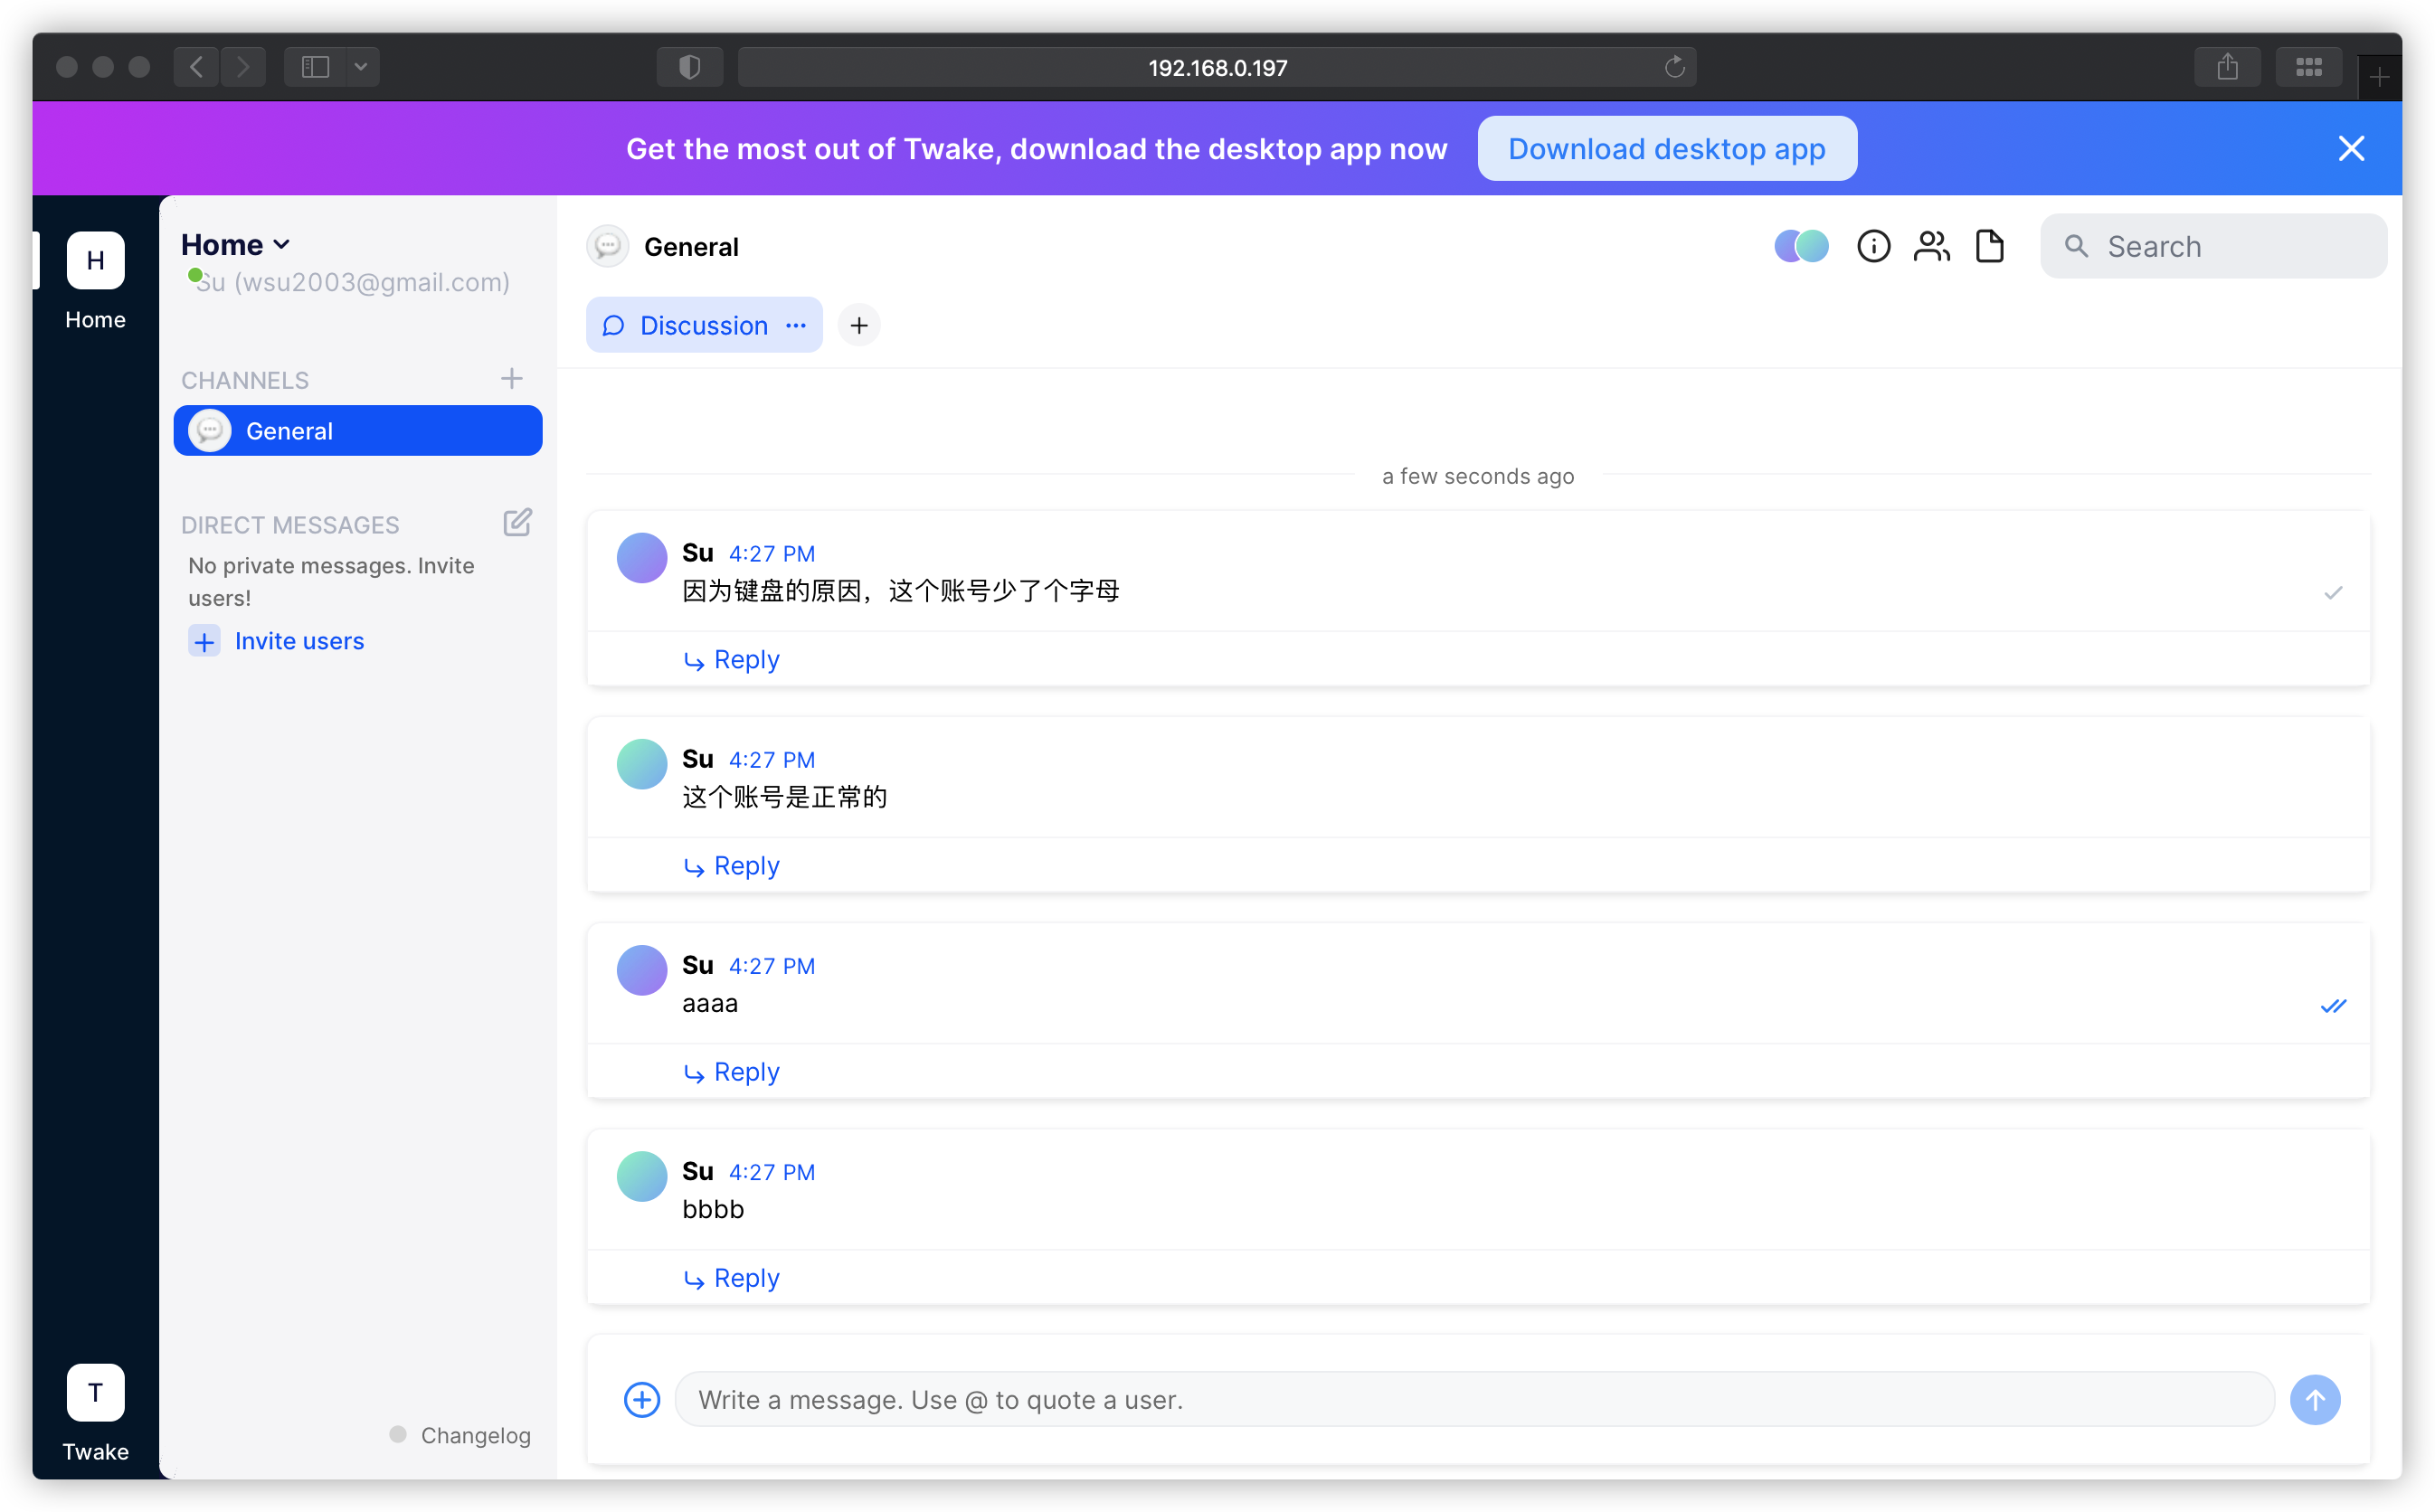 192.168.0.197
Get the most out of Twake, download the desktop app now
Download desktop app
H
Home
Home
Su (wsu2003@gmail.com)
CHANNELS
General
DIRECT MESSAGES
No private messages. Invite
users!
Invite users
Changelog
T
Twake
General
Search
Discussion
a few seconds ago
Su 4:27 PM
因为键盘的原因，这个账号少了个字母
Reply
Su 4:27 PM
这个账号是正常的
Reply
Su 4:27 PM
aaaa
Reply
Su 4:27 PM
bbbb
Reply
Write a message. Use @ to quote a user.